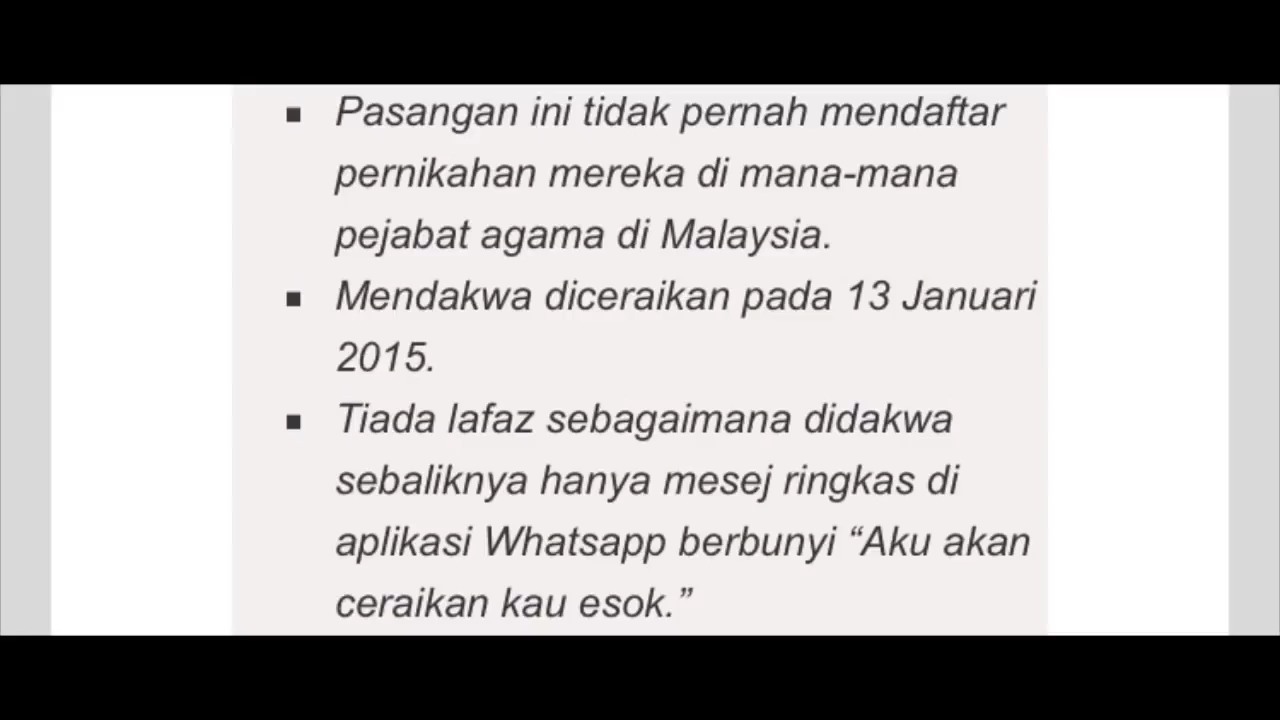 ▪ Pasangan ini tidak pernah mendaftar
pernikahan mereka di mana-mana
pejabat agama di Malaysia.
▪ Mendakwa diceraikan pada 13 Januari
2015.
▪ Tiada lafaz sebagaimana didakwa
sebaliknya hanya mesej ringkas di
aplikasi Whatsapp berbunyi “Aku akan
ceraikan kau esok.”